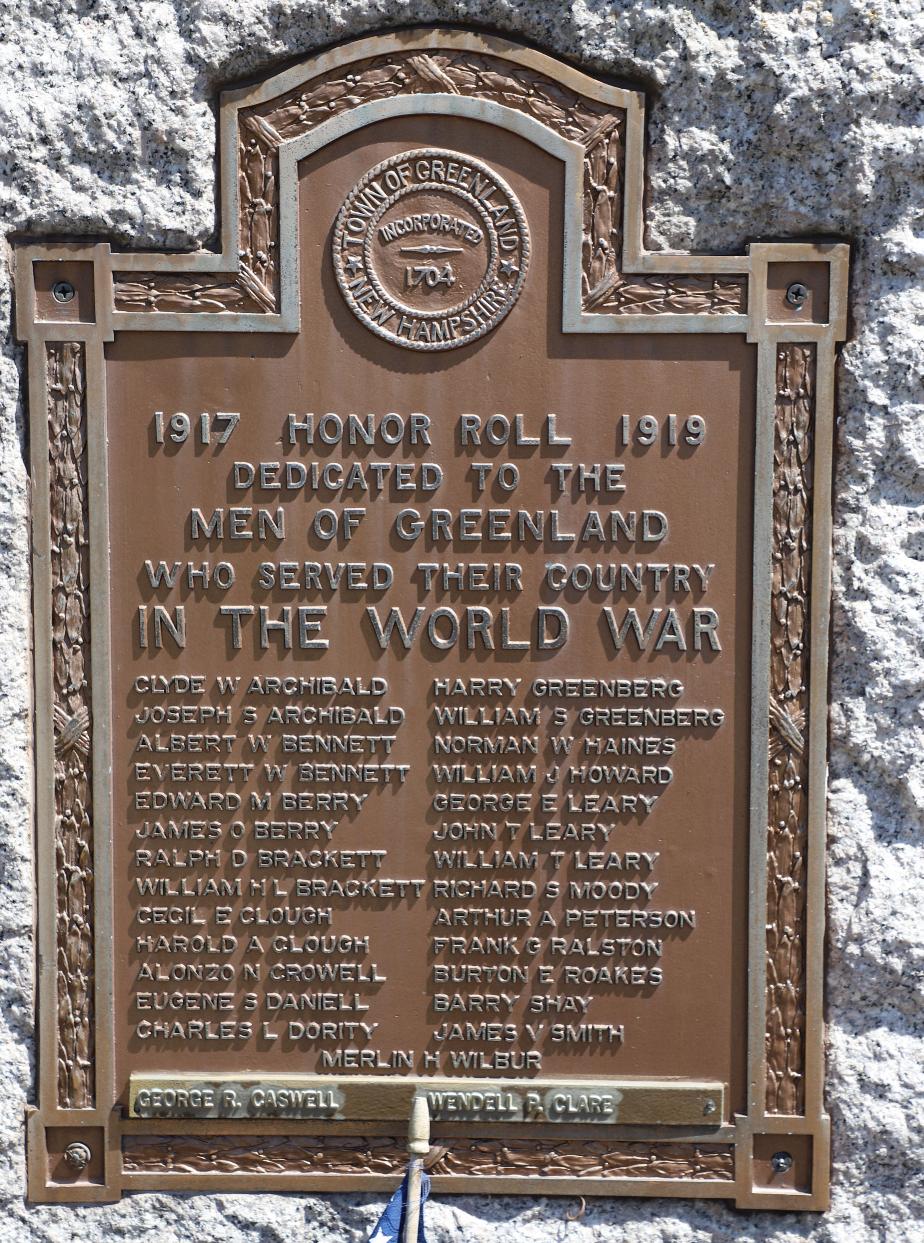 TOWN OF GREENLAND
INCORPORATED
1704
NEW HAMPSHIRE
1917 HONOR ROLL 1919
DEDICATED TO THE
MEN OF GREENLAND
WHO SERVED THEIR COUNTRY
IN THE WORLD WAR
CLYDE W ARCHIBALD
JOSEPH S ARCHIBALD
ALBERT W BENNETT
EVERETT W BENNETT
EDWARD M BERRY
JAMES O BERRY
RALPH D BRACKETT
WILLIAM H L BRACKETT
CECIL E CLOUGH
HAROLD A CLOUGH
ALONZO N CROWELL
EUGENE S DANIELL
CHARLES L DORITY
HARRY GREENBERG
WILLIAM S GREENBERG
NORMAN W HAINES
WILLIAM J HOWARD
GEORGE E LEARY
JOHN T LEARY
WILLIAM T LEARY
RICHARD S MOODY
ARTHUR A PETERSON
FRANK G RALSTON
BURTON E ROAKES
BARRY SHAY
JAMES V SMITH
MERLIN H WILBUR
GEORGE R. CASWELL WENDELL P. CLARE